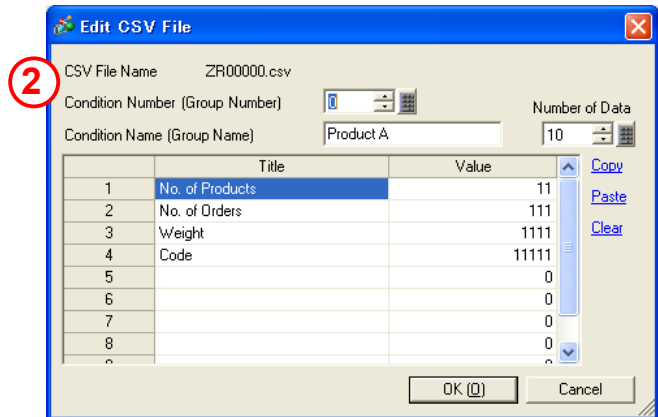 Edit CSV File
2
CSV File Name ZR00000.csv
Condition Number (Group Number) 0
Number of Data
Condition Name (Group Name) Product A 10
Title Value
Copy
1 No. of Products 11
Paste
2 No. of Orders 111
Clear
3 Weight 1111
4 Code 11111
5 0
6 0
7 0
8 0
OK (O) Cancel